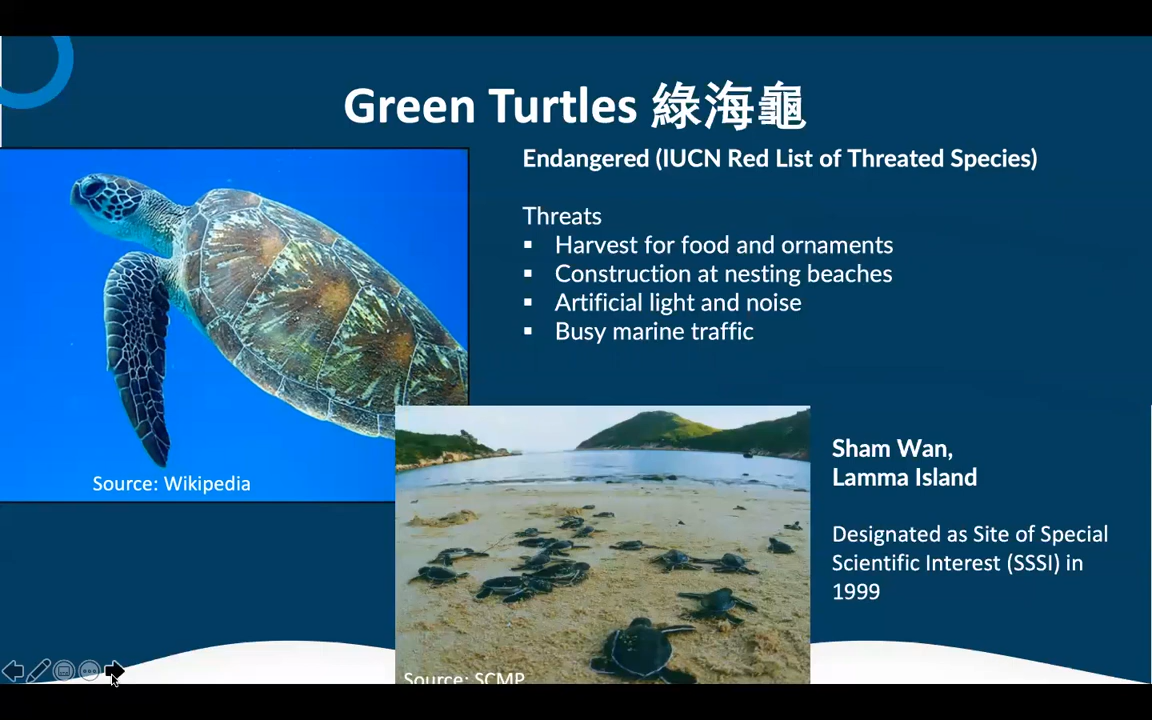 Green Turtles 綠海龜
Endangered (IUCN Red List of Threated Species)
Threats
▪ Harvest for food and ornaments
▪ Construction at nesting beaches
▪ Artificial light and noise
▪ Busy marine traffic
Source: Wikipedia
Sham Wan,
Lamma Island
Designated as Site of Special
Scientific Interest (SSSI) in
1999
Source: SCMP